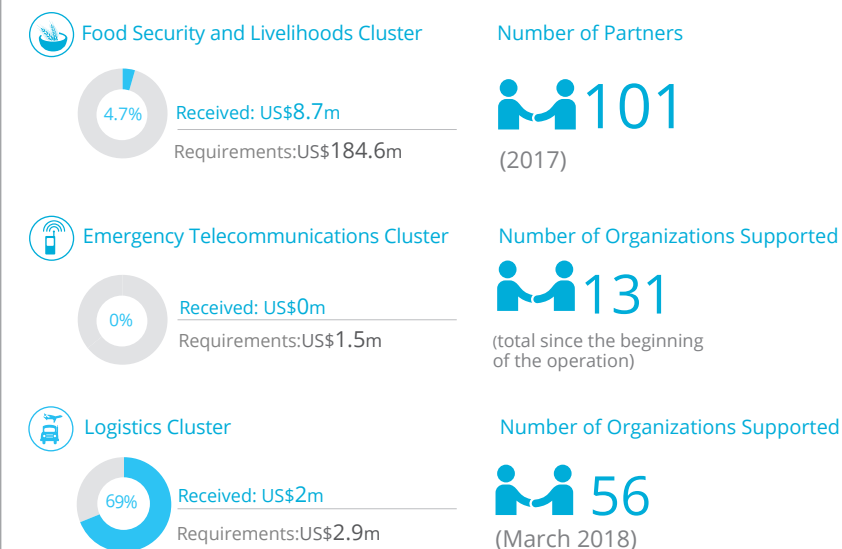 Food Security and Livelihoods Cluster
Number of Partners
4.7%
Received: US$8.7m
Requirements:US$184.6m
101
(2017)
Emergency Telecommunications Cluster
Number of Organizations Supported
0%
Received: US$0m
Requirements:US$1.5m
131
(total since the beginning
of the operation)
Logistics Cluster
Number of Organizations Supported
69%
Received: US$2m
Requirements:US$2.9m
56
(March 2018)